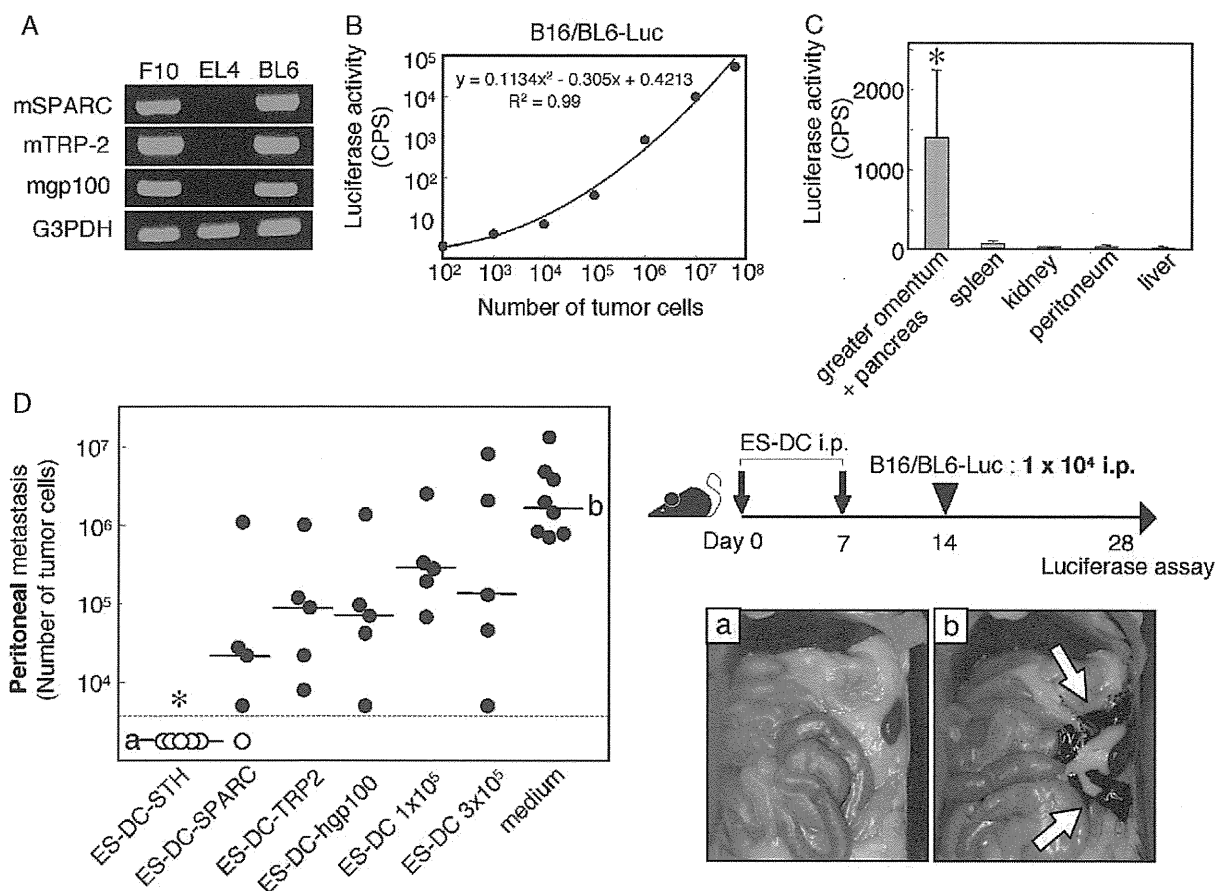 A
F10 EL4 BL6
mSPARC
mTRP-2
mgp100
G3PDH
B
B16/BL6-Luc
Luciferase activity
(CPS)
10⁵
10⁴
10³
10²
10
y = 0.1134x² - 0.305x + 0.4213
R² = 0.99
10² 10³ 10⁴ 10⁵ 10⁶ 10⁷ 10⁸
Number of tumor cells
C
Luciferase activity
(CPS)
2000
1000
0
*
greater omentum
+ pancreas
spleen
kidney
peritoneum
liver
D
Peritoneal metastasis
(Number of tumor cells)
10⁷
10⁶
10⁵
10⁴
*
a
b
ES-DC-STH
ES-DC-SPARC
ES-DC-TRP2
ES-DC-hgp100
ES-DC 1x10⁵
ES-DC 3x10⁵
medium
ES-DC i.p.
B16/BL6-Luc : 1 x 10⁴ i.p.
Day 0 7 14 28
Luciferase assay
a
b